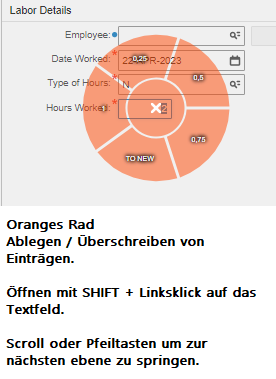 Labor Details
Employee:
0,25
Date Worked:* 22-APR-2023
0,5
Type of Hours:* N
Hours Worked:* 2
1
0,75
TO NEW
Oranges Rad
Ablegen / Überschreiben von
Einträgen.
Öffnen mit SHIFT + Linksklick auf das
Textfeld.
Scroll oder Pfeiltasten um zur
nächsten ebene zu springen.